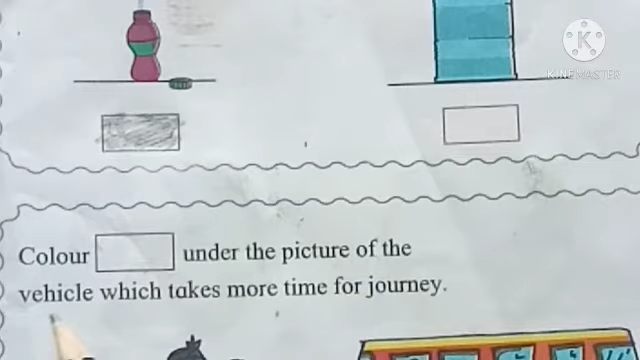 KINEMASTER
Colour under the picture of the
vehicle which takes more time for journey.